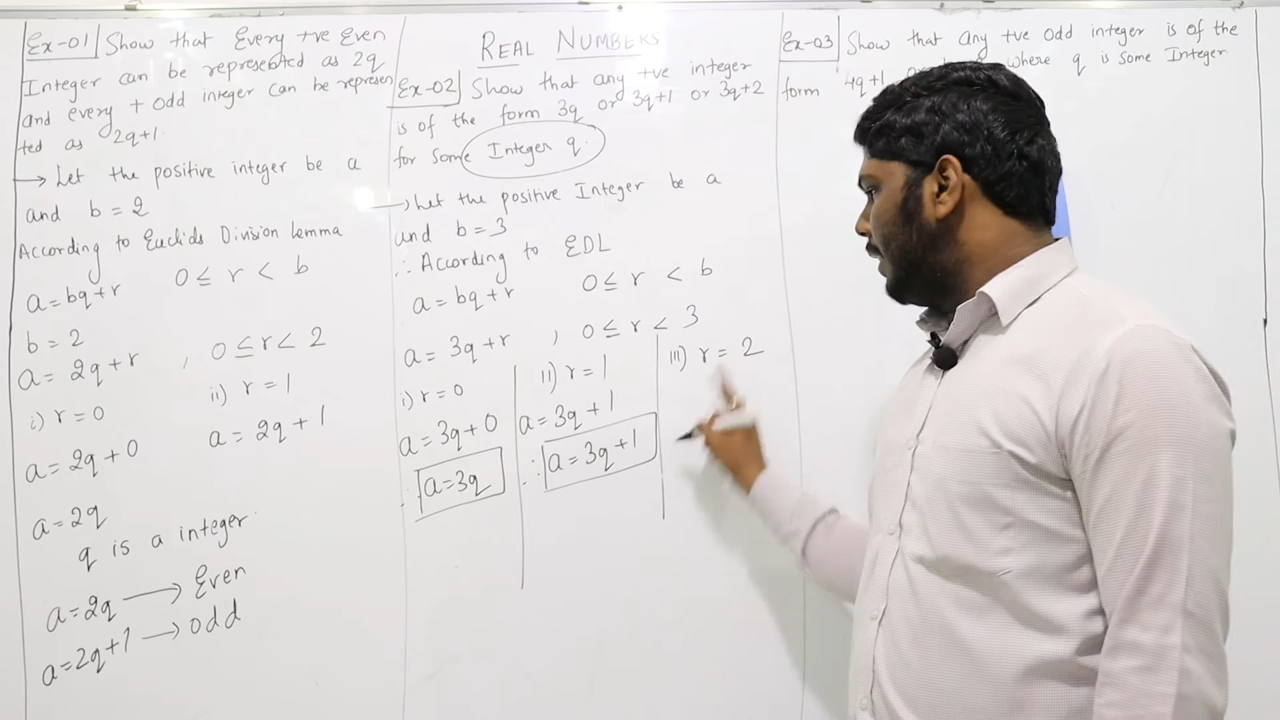 Ex-01 Show that Every +ve Even
Integer can be represented as 2q
and every + odd integer can be represen
ted as 2q+1.
→ Let the positive integer be a
and b = 2
According to Euclids Division Lemma
a = bq + r 0 ≤ r < b
b = 2
a = 2q + r , 0 ≤ r < 2
i) r = 0 ii) r = 1
a = 2q + 0 a = 2q + 1
a = 2q
q is a integer.
a = 2q → Even
a = 2q+1 → odd
REAL NUMBERS
Ex-02 Show that any +ve integer
is of the form 3q or 3q+1 or 3q+2
for some Integer q.
→ Let the positive Integer be a
and b = 3
∴ According to EDL
a = bq + r 0 ≤ r < b
a = 3q + r , 0 ≤ r < 3
i) r = 0 ii) r = 1 iii) r = 2
a = 3q + 0 a = 3q + 1
∴ a = 3q ∴ a = 3q + 1
Ex-03 Show that any +ve odd integer is of the
form 4q+1 where q is some Integer